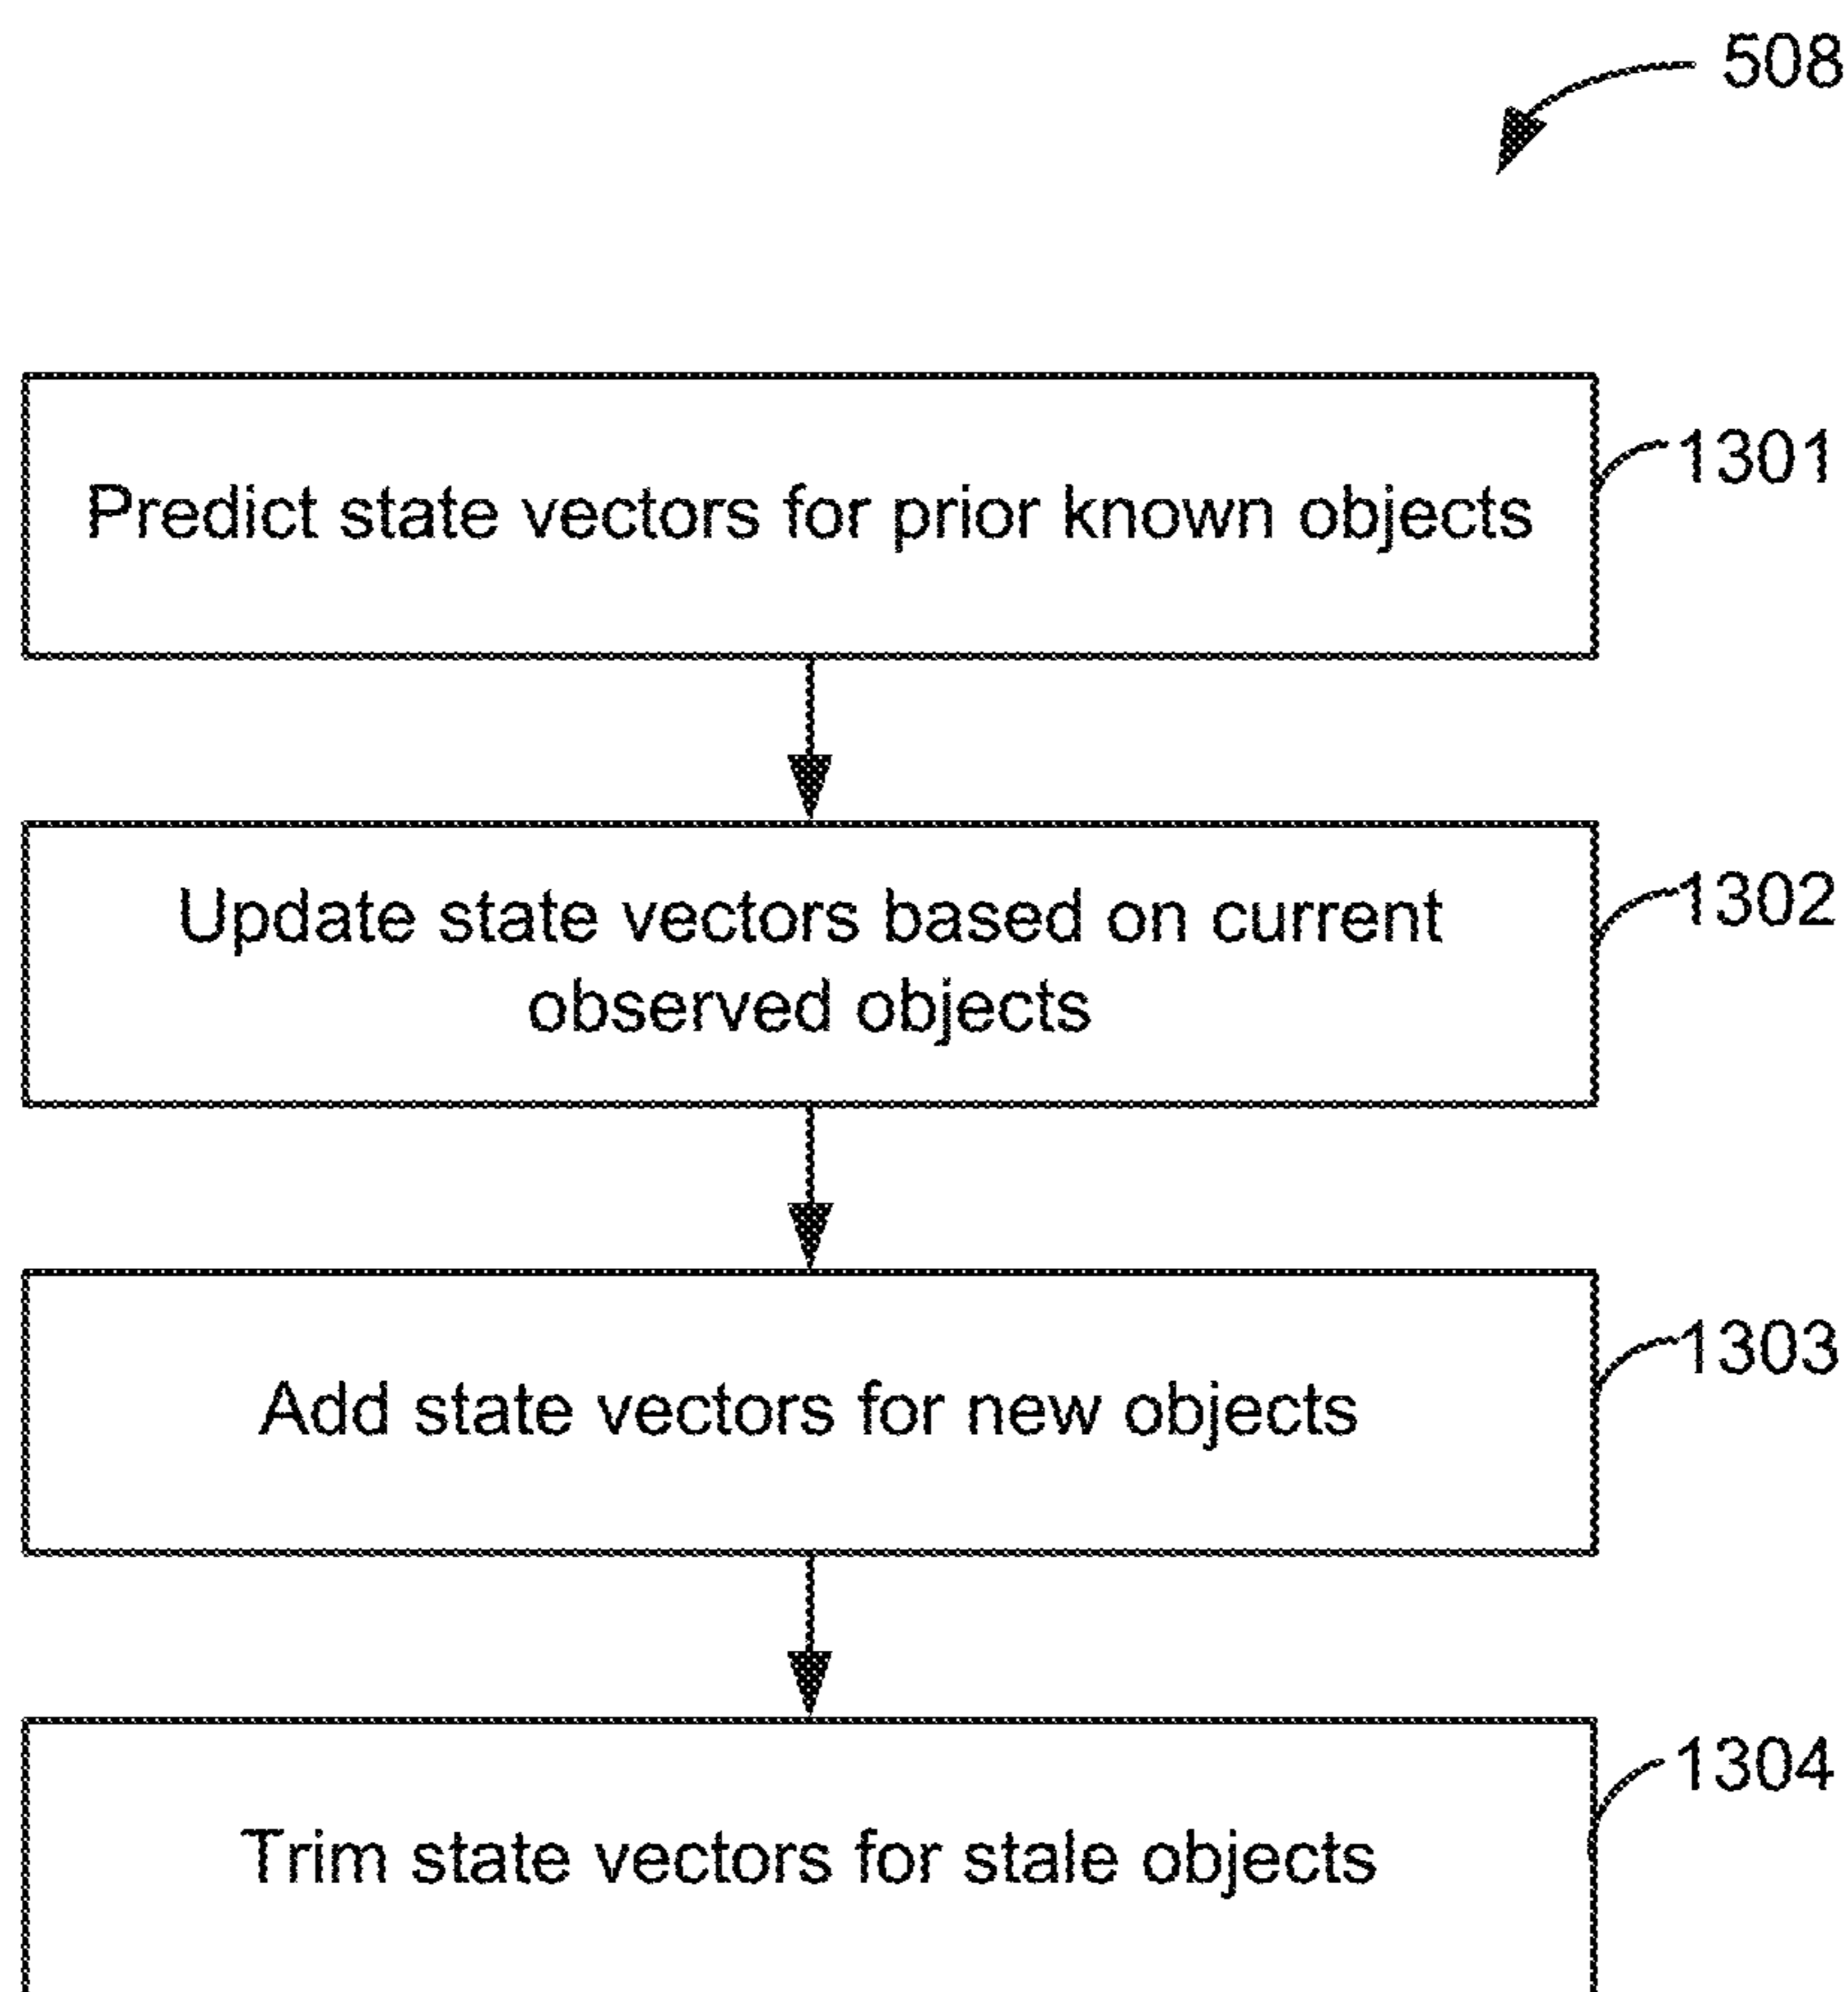 508
Predict state vectors for prior known objects
1301
Update state vectors based on current
observed objects
1302
Add state vectors for new objects
1303
Trim state vectors for stale objects
1304